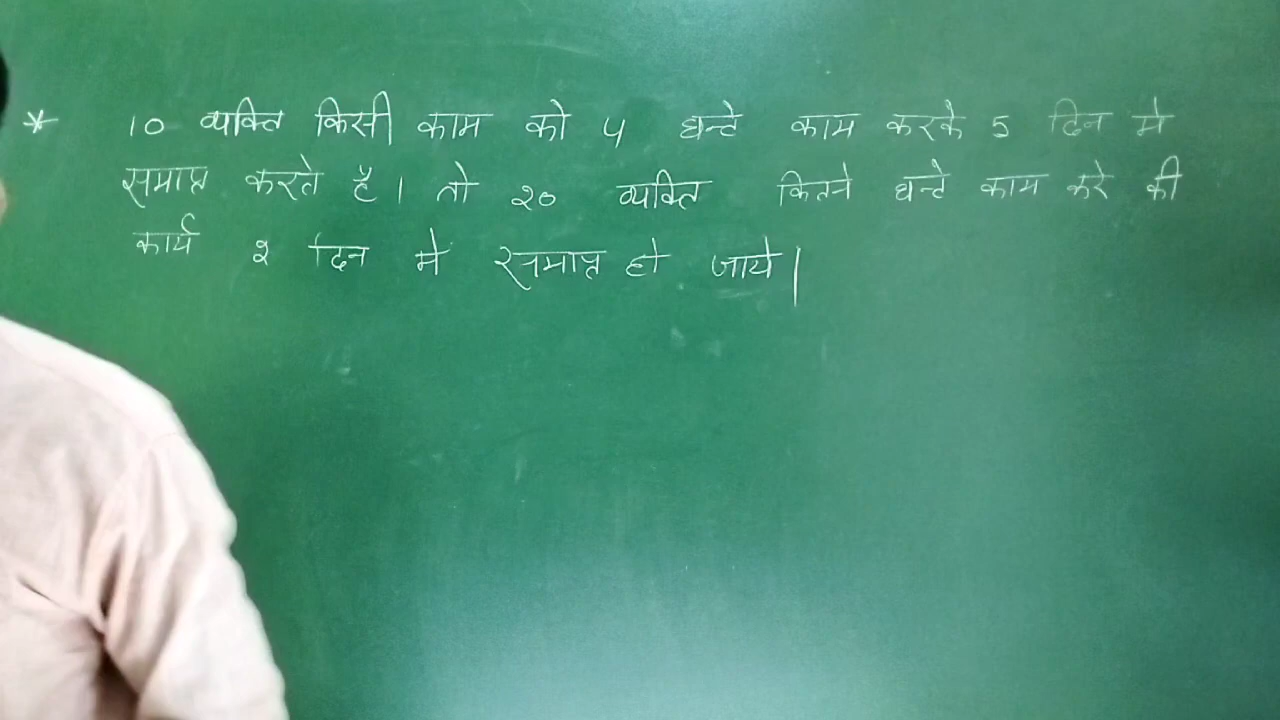 * 10 व्यक्ति किसी काम को 4 घन्टे काम करके 5 दिन मे
समाप्त करते है। तो 20 व्यक्ति कितने घन्टे काम करे की
कार्य 2 दिन मे समाप्त हो जाये|